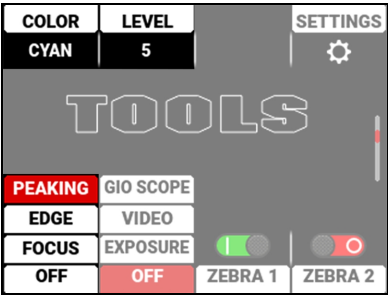 COLOR LEVEL SETTINGS
CYAN 5
TOOLS
PEAKING GIO SCOPE
EDGE VIDEO
FOCUS EXPOSURE
OFF OFF ZEBRA 1 ZEBRA 2